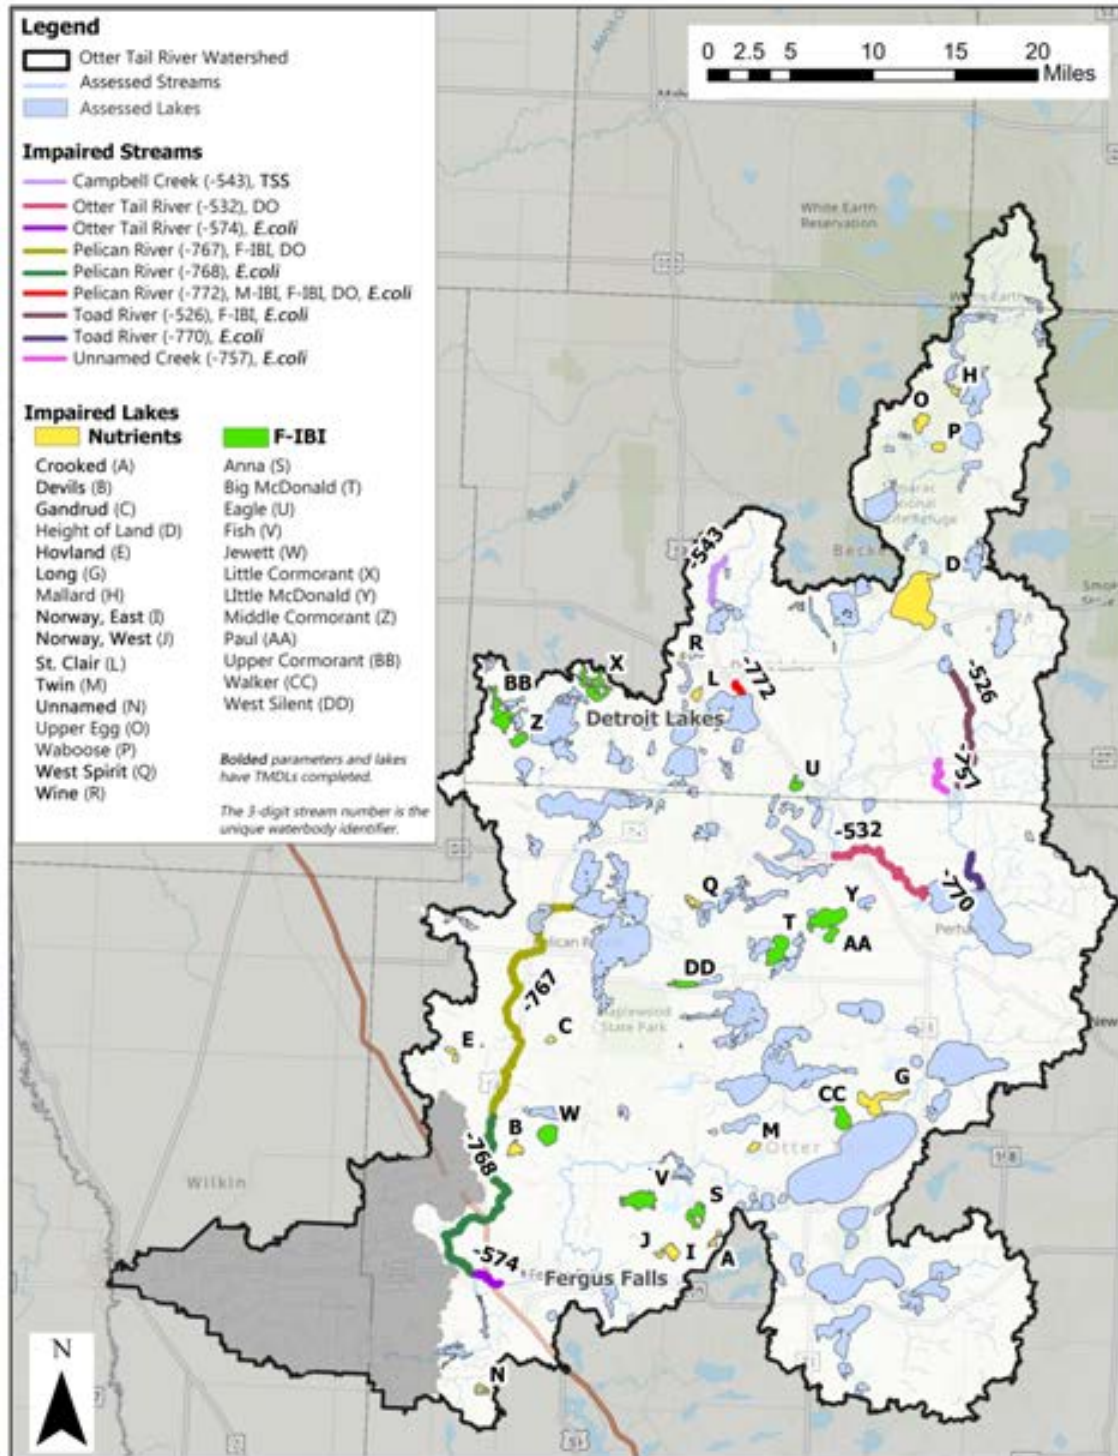 Legend
Otter Tail River Watershed
Assessed Streams
Assessed Lakes
Impaired Streams
Campbell Creek (-543), TSS
Otter Tail River (-532), DO
Otter Tail River (-574), E.coli
Pelican River (-767), F-IBI, DO
Pelican River (-768), E.coli
Pelican River (-772), M-IBI, F-IBI, DO, E.coli
Toad River (-526), F-IBI, E.coli
Toad River (-770), E.coli
Unnamed Creek (-757), E.coli
Impaired Lakes
Nutrients
Crooked (A)
Devils (B)
Gandrud (C)
Height of Land (D)
Hovland (E)
Long (G)
Mallard (H)
Norway, East (I)
Norway, West (J)
St. Clair (L)
Twin (M)
Unnamed (N)
Upper Egg (O)
Waboose (P)
West Spirit (Q)
Wine (R)
F-IBI
Anna (S)
Big McDonald (T)
Eagle (U)
Fish (V)
Jewett (W)
Little Cormorant (X)
LIttle McDonald (Y)
Middle Cormorant (Z)
Paul (AA)
Upper Cormorant (BB)
Walker (CC)
West Silent (DD)
Bolded parameters and lakes
have TMDLs completed.
The 3-digit stream number is the
unique waterbody identifier.
0 2.5 5 10 15 20
Miles
White Earth
Reservation
H
O
P
D
-543
R
L
-772
X
BB
Z
Detroit Lakes
-526
-757
U
-532
-770
Q
Y
T
AA
DD
-767
Maplewood
State Park
E
C
G
CC
B
W
M
Otter
-768
Wilkin
V
S
J
I
A
-574
Fergus Falls
N
N